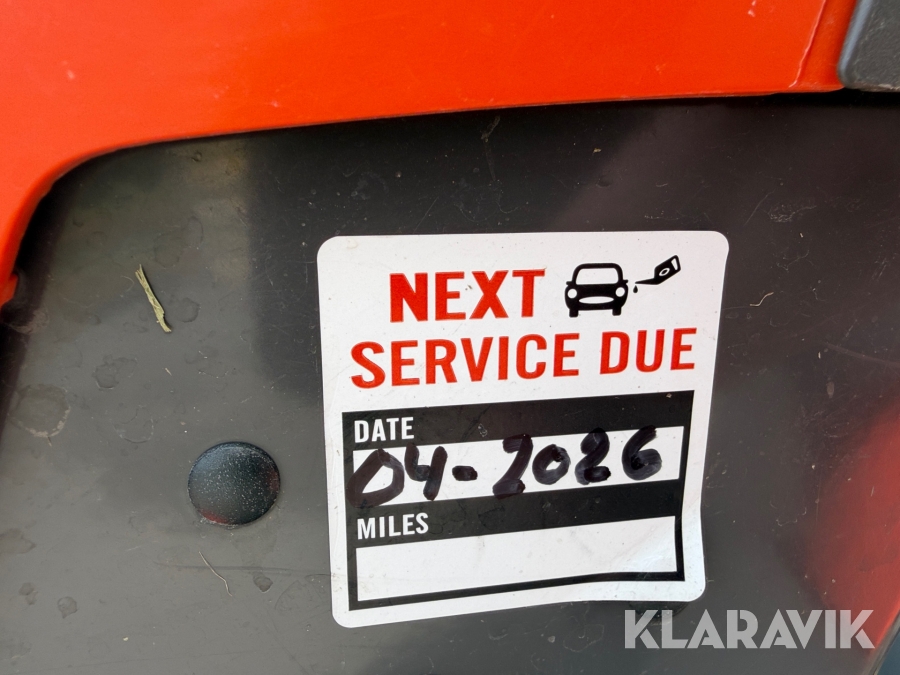 NEXT
SERVICE DUE
DATE
04-2026
MILES
KLARAVIK